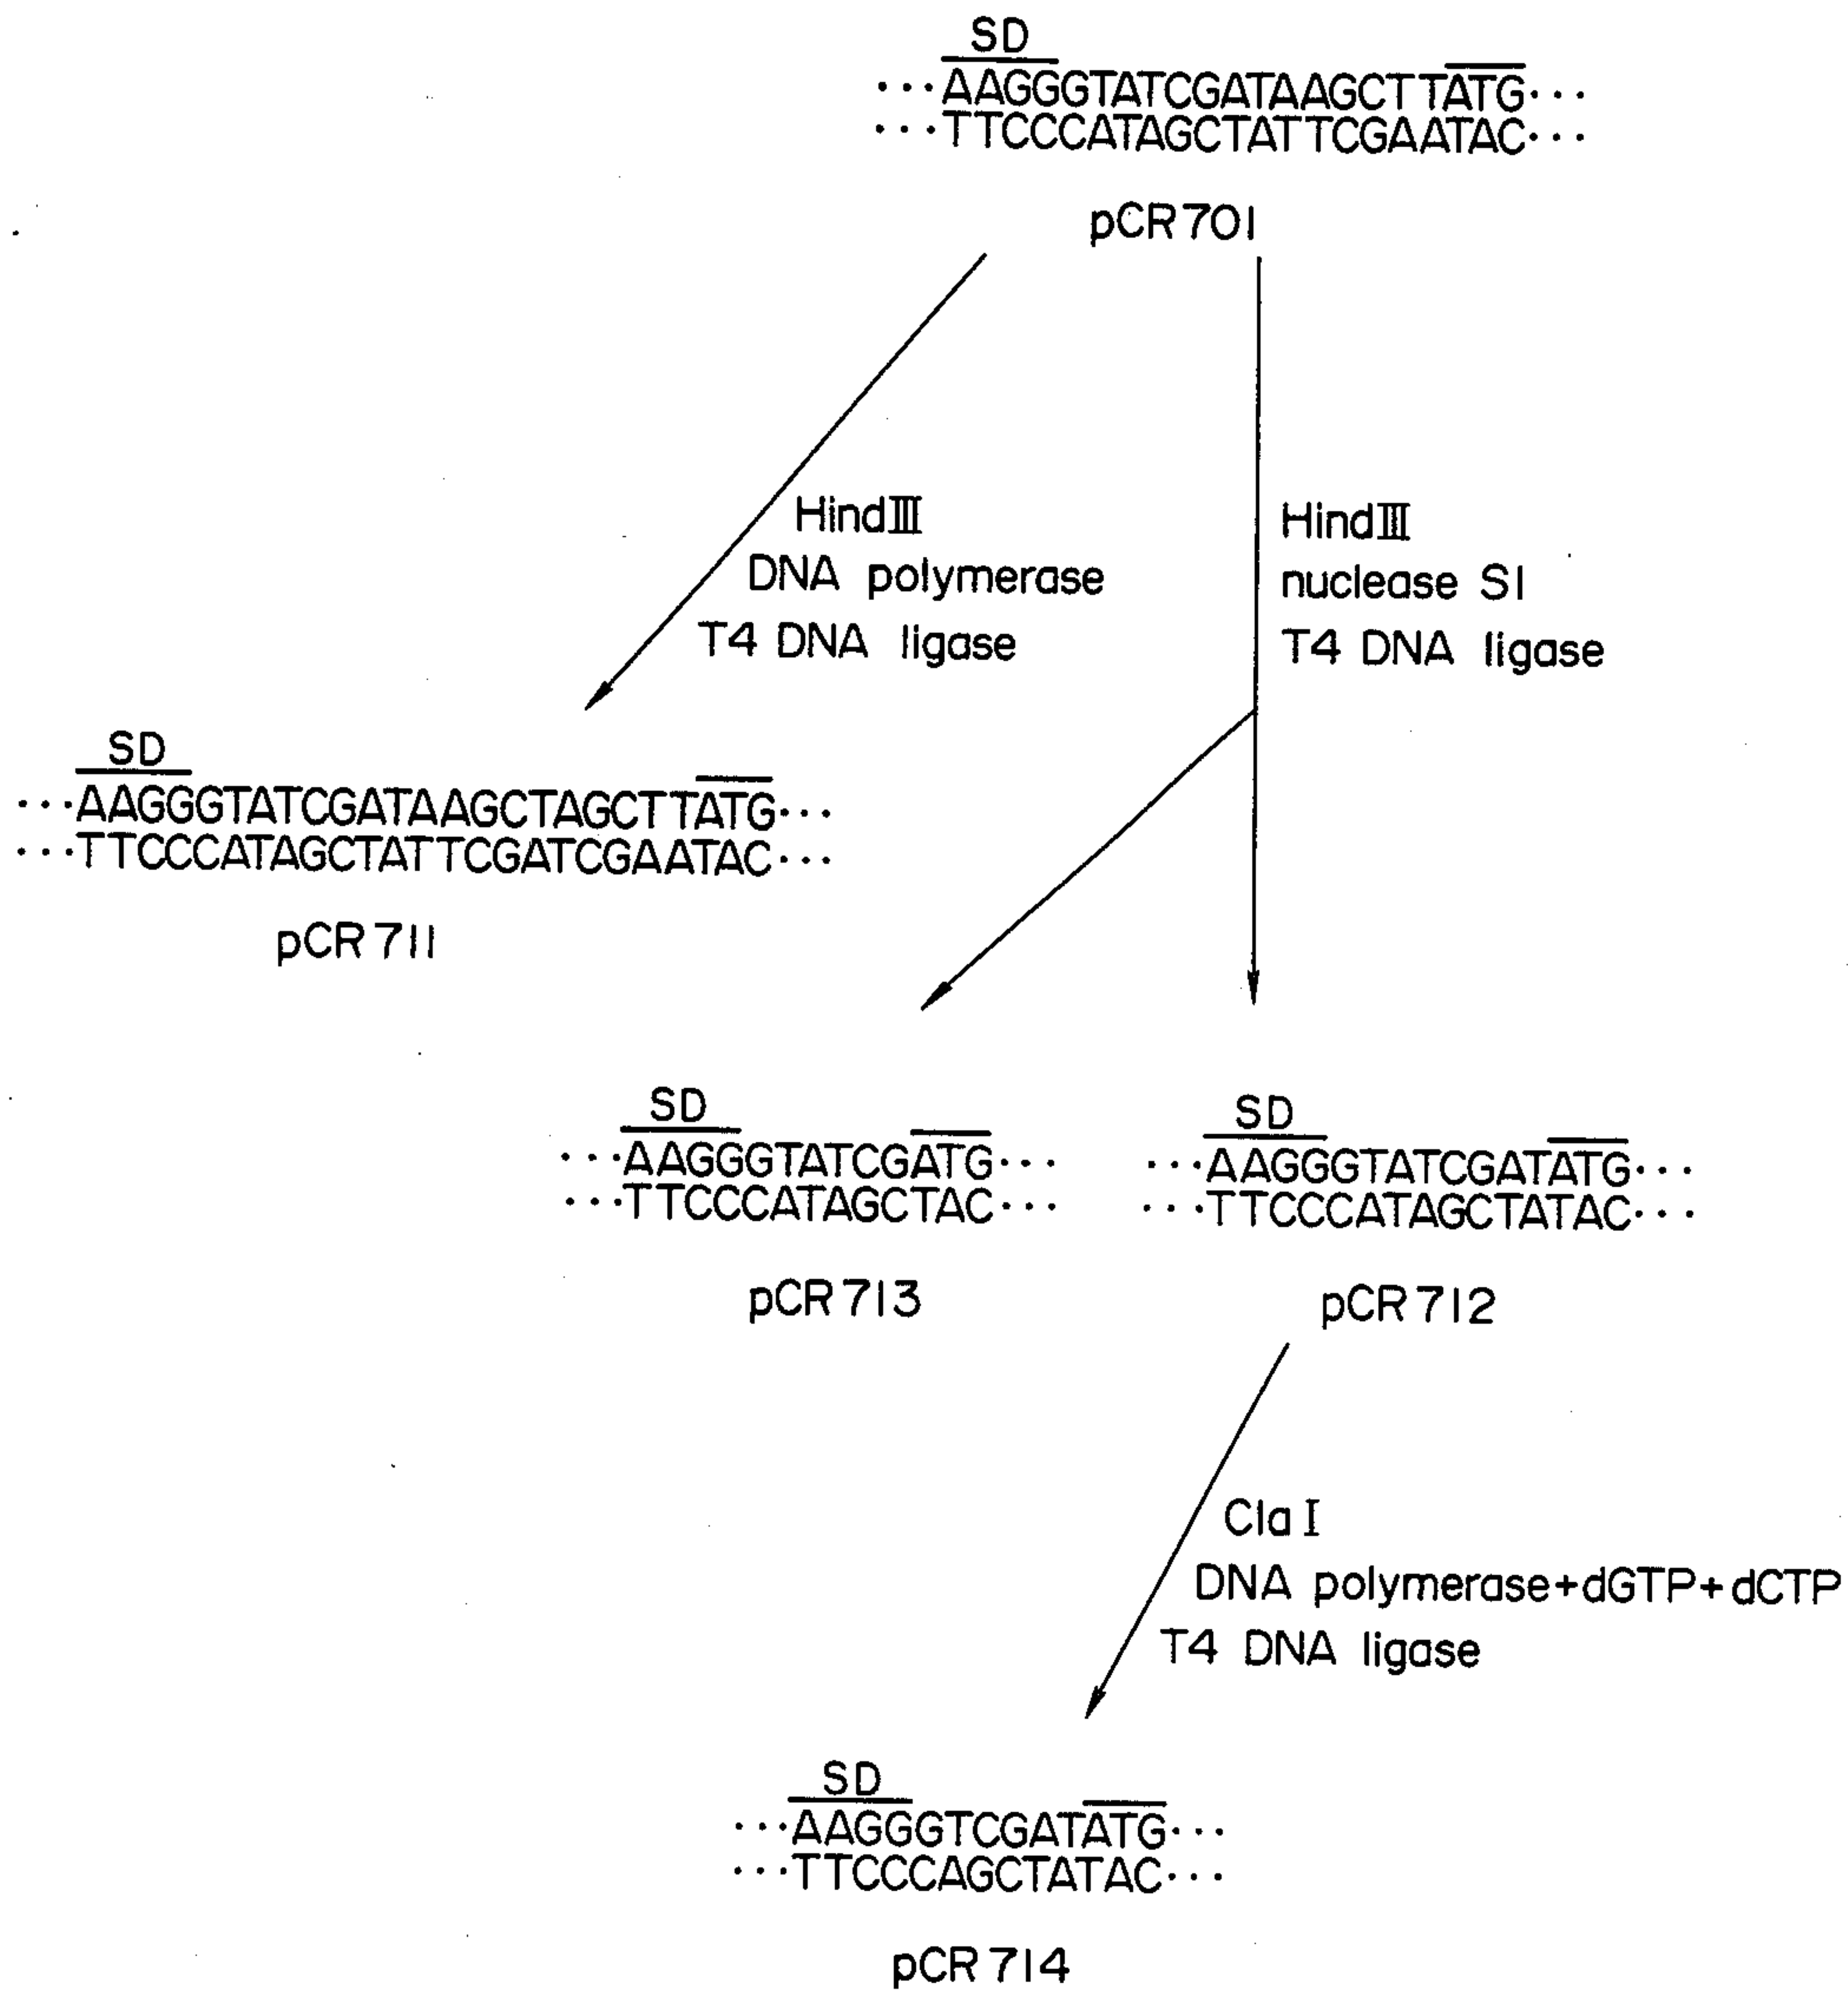 SD
···AAGGGTATCGATAAGCTTATG···
···TTCCCATAGCTATTCGAATAC···
pCR701
HindIII
DNA polymerase
T4 DNA ligase
HindIII
nuclease S1
T4 DNA ligase
SD
···AAGGGTATCGATAAGCTAGCTTATG···
···TTCCCATAGCTATTCGATCGAATAC···
pCR711
SD
···AAGGGTATCGATG···
···TTCCCATAGCTAC···
pCR713
SD
···AAGGGTATCGATATG···
···TTCCCATAGCTATAC···
pCR712
Cla I
DNA polymerase+dGTP+dCTP
T4 DNA ligase
SD
···AAGGGTCGATATG···
···TTCCCAGCTATAC···
pCR714